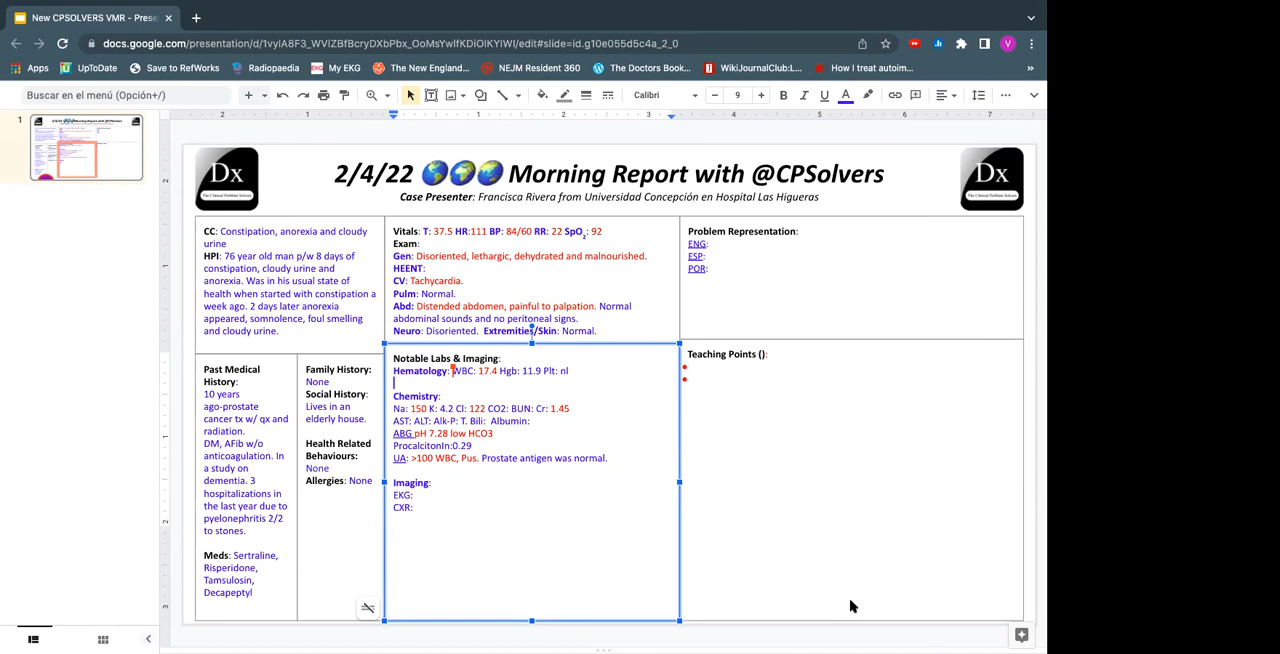 New CPSOLVERS VMR - Prese
docs.google.com/presentation/d/1vylA8F3_WVIZBfBcryDXbPbx_OoMsYwlfKDiOlKYIWI/edit#slide=id.g10e055d5c4a_2_0
Apps UpToDate Save to RefWorks Radiopaedia My EKG The New England… NEJM Resident 360 The Doctors Book… WikiJournalClub:L… How I treat autoim…
Buscar en el menú (Opción+/) Calibri 9
2/4/22 Morning Report with @CPSolvers
Case Presenter: Francisca Rivera from Universidad Concepción en Hospital Las Higueras
Dx
The Clinical Problem Solvers
Dx
The Clinical Problem Solvers
CC: Constipation, anorexia and cloudy
urine
HPI: 76 year old man p/w 8 days of
constipation, cloudy urine and
anorexia. Was in his usual state of
health when started with constipation a
week ago. 2 days later anorexia
appeared, somnolence, foul smelling
and cloudy urine.
Past Medical
History:
10 years
ago-prostate
cancer tx w/ qx and
radiation.
DM, AFib w/o
anticoagulation. In
a study on
dementia. 3
hospitalizations in
the last year due to
pyelonephritis 2/2
to stones.
Meds: Sertraline,
Risperidone,
Tamsulosin,
Decapeptyl
Family History:
None
Social History:
Lives in an
elderly house.
Health Related
Behaviours:
None
Allergies: None
Vitals: T: 37.5 HR:111 BP: 84/60 RR: 22 SpO2: 92
Exam:
Gen: Disoriented, lethargic, dehydrated and malnourished.
HEENT:
CV: Tachycardia.
Pulm: Normal.
Abd: Distended abdomen, painful to palpation. Normal
abdominal sounds and no peritoneal signs.
Neuro: Disoriented. Extremities/Skin: Normal.
Notable Labs & Imaging:
Hematology: WBC: 17.4 Hgb: 11.9 Plt: nl
Chemistry:
Na: 150 K: 4.2 Cl: 122 CO2: BUN: Cr: 1.45
AST: ALT: Alk-P: T. Bili: Albumin:
ABG pH 7.28 low HCO3
ProcalcitonIn:0.29
UA: >100 WBC, Pus. Prostate antigen was normal.
Imaging:
EKG:
CXR:
Problem Representation:
ENG:
ESP:
POR:
Teaching Points ():